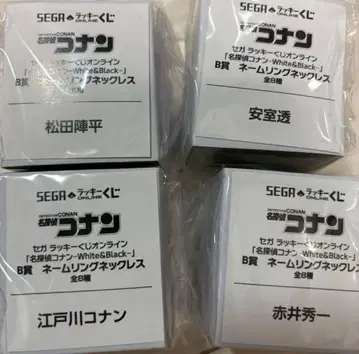 SEGA ラッキーくじ
ONLINE
名探偵コナン
セガ ラッキーくじオンライン
「名探偵コナン-White&Black-」
B賞 ネームリングネックレス
松田陣平
SEGA ラッキーくじ
ONLINE
名探偵コナン
セガ ラッキーくじオンライン
「名探偵コナン-White&Black-」
B賞 ネームリングネックレス
全8種
安室透
SEGA ラッキーくじ
ONLINE
名探偵コナン
セガ ラッキーくじオンライン
「名探偵コナン-White&Black-」
B賞 ネームリングネックレス
全8種
江戸川コナン
SEGA ラッキーくじ
ONLINE
名探偵コナン
セガ ラッキーくじオンライン
「名探偵コナン-White&Black-」
B賞 ネームリングネックレス
全8種
赤井秀一